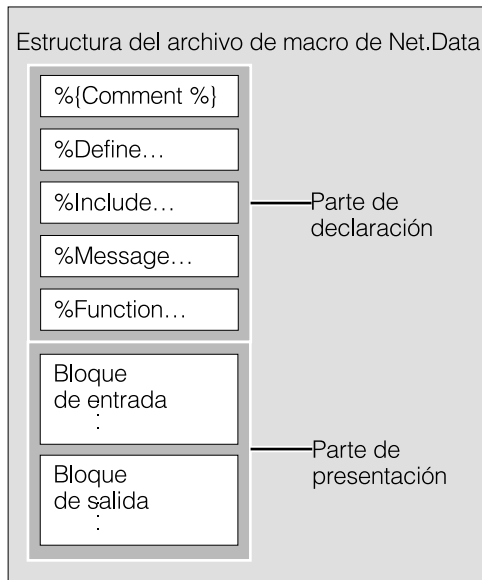 Estructura del archivo de macro de Net.Data
%{Comment %}
%Define...
%Include...
%Message...
%Function...
Parte de
declaración
Bloque
de entrada
:
Bloque
de salida
:
Parte de
presentación